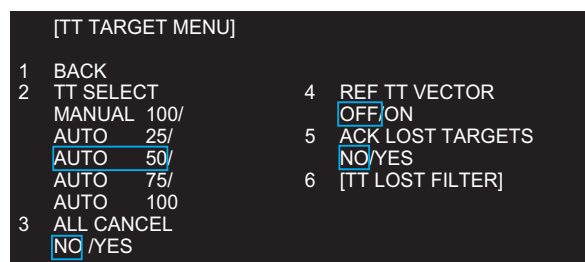 [TT TARGET MENU]
1 BACK
2 TT SELECT
MANUAL 100/
AUTO 25/
AUTO 50/
AUTO 75/
AUTO 100
3 ALL CANCEL
NO /YES
4 REF TT VECTOR
OFF/ON
5 ACK LOST TARGETS
NO/YES
6 [TT LOST FILTER]